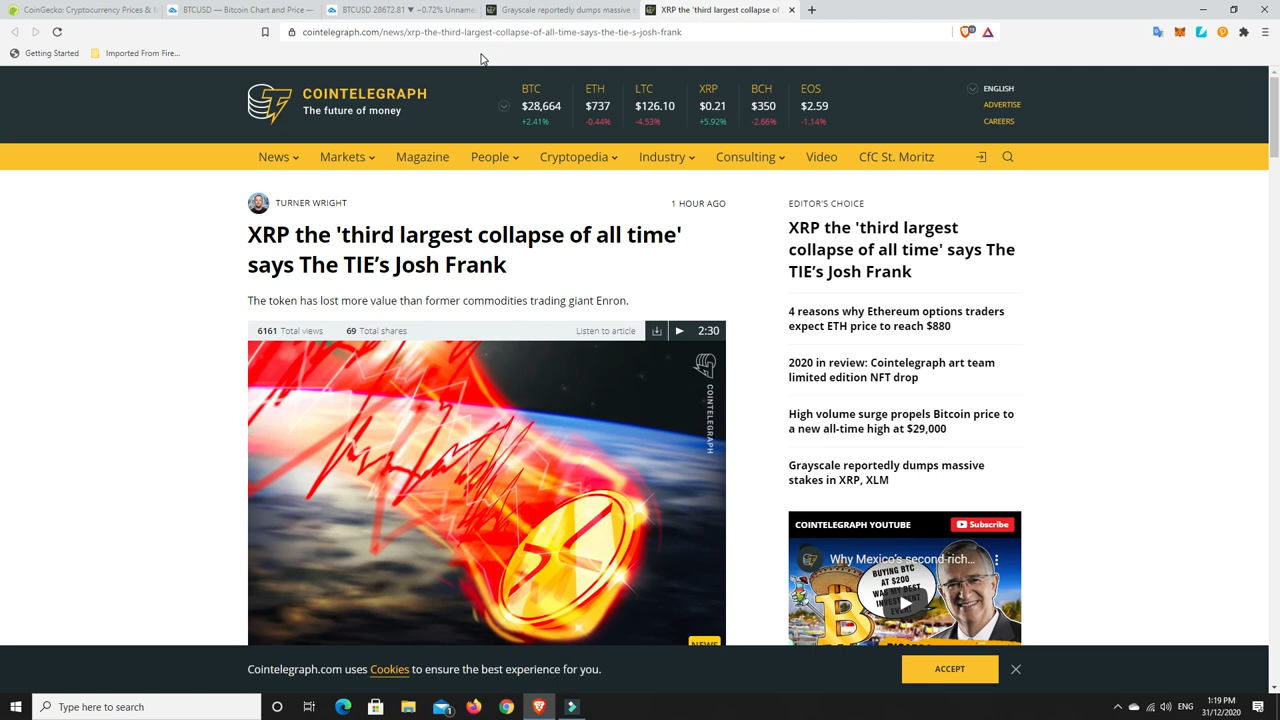 CoinGecko: Cryptocurrency Prices & M
BTCUSD — Bitcoin Chart and Price —
BTCUSD 28672.81 ▼ −0.72% Unname
Grayscale reportedly dumps massive s
XRP the 'third largest collapse of
cointelegraph.com/news/xrp-the-third-largest-collapse-of-all-time-says-the-tie-s-josh-frank
Getting Started
Imported From Fire...
COINTELEGRAPH
The future of money
BTC ETH LTC XRP BCH EOS
$28,664 $737 $126.10 $0.21 $350 $2.59
+2.41% -0.44% -4.53% +5.92% -2.66% -1.14%
ENGLISH
ADVERTISE
CAREERS
News Markets Magazine People Cryptopedia Industry Consulting Video CfC St. Moritz
TURNER WRIGHT
1 HOUR AGO
XRP the 'third largest collapse of all time'
says The TIE’s Josh Frank
The token has lost more value than former commodities trading giant Enron.
6161 Total views 69 Total shares Listen to article 2:30
COINTELEGRAPH
NEWS
EDITOR'S CHOICE
XRP the 'third largest
collapse of all time' says The
TIE’s Josh Frank
4 reasons why Ethereum options traders
expect ETH price to reach $880
2020 in review: Cointelegraph art team
limited edition NFT drop
High volume surge propels Bitcoin price to
a new all-time high at $29,000
Grayscale reportedly dumps massive
stakes in XRP, XLM
COINTELEGRAPH YOUTUBE
Subscribe
Why Mexico’s second-rich...
BUYING BTC
AT $200
WAS MY BEST
INVESTMENT
EVER!
Cointelegraph.com uses Cookies to ensure the best experience for you.
ACCEPT
Type here to search
ENG
1:19 PM
31/12/2020